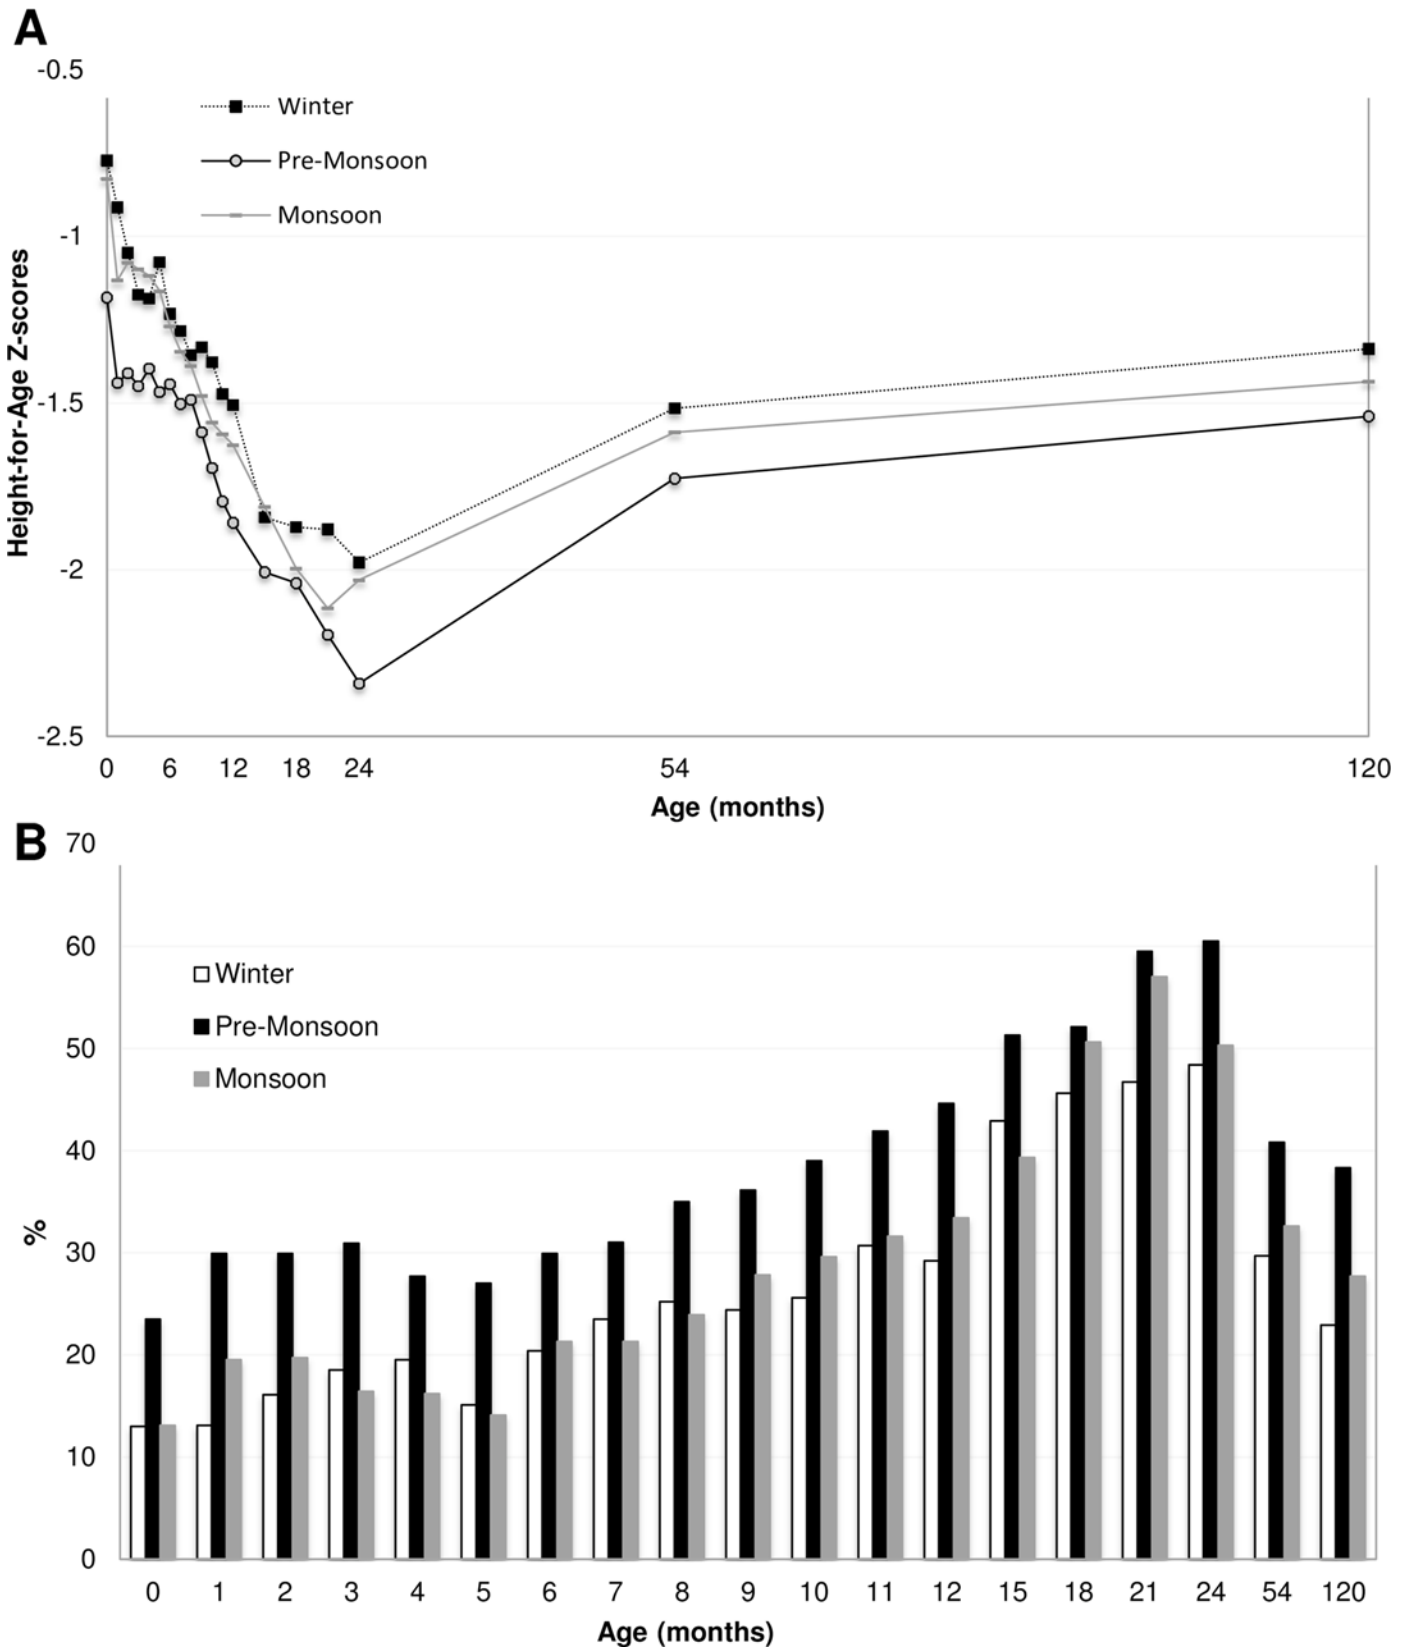 A
-0.5
Winter
Pre-Monsoon
Monsoon
-1
-1.5
-2
-2.5
Height-for-Age Z-scores
0 6 12 18 24 54 120
Age (months)
B
70
60
Winter
Pre-Monsoon
50
Monsoon
40
30
20
10
0
%
0 1 2 3 4 5 6 7 8 9 10 11 12 15 18 21 24 54 120
Age (months)